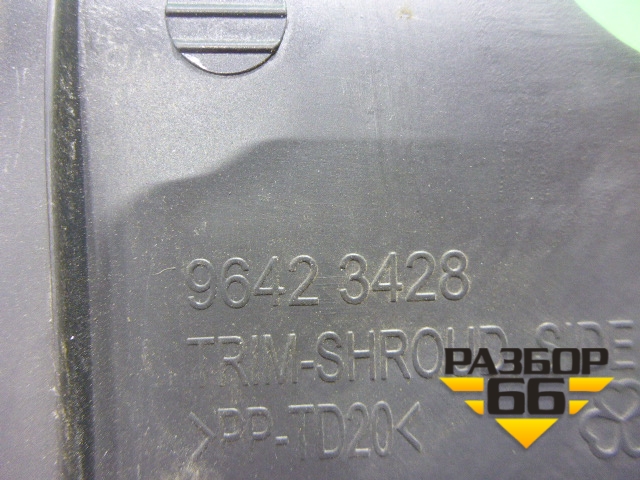 9642 3428
TRIM-SHROUD, SIDE
>PP-TD20<
РАЗБОР
66